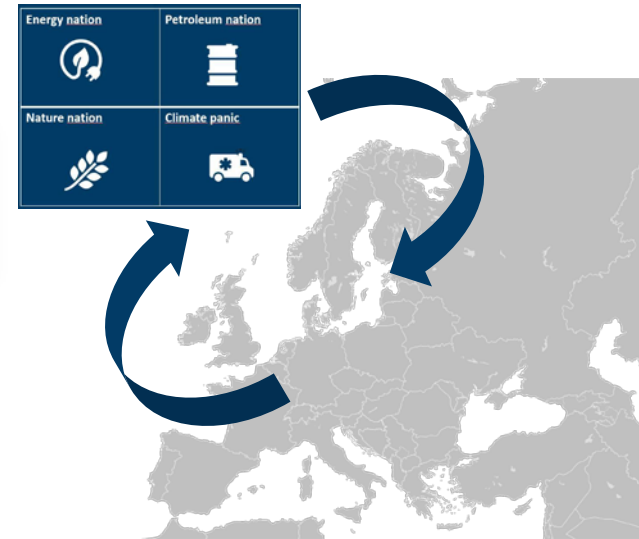 Energy nation
Petroleum nation
Nature nation
Climate panic